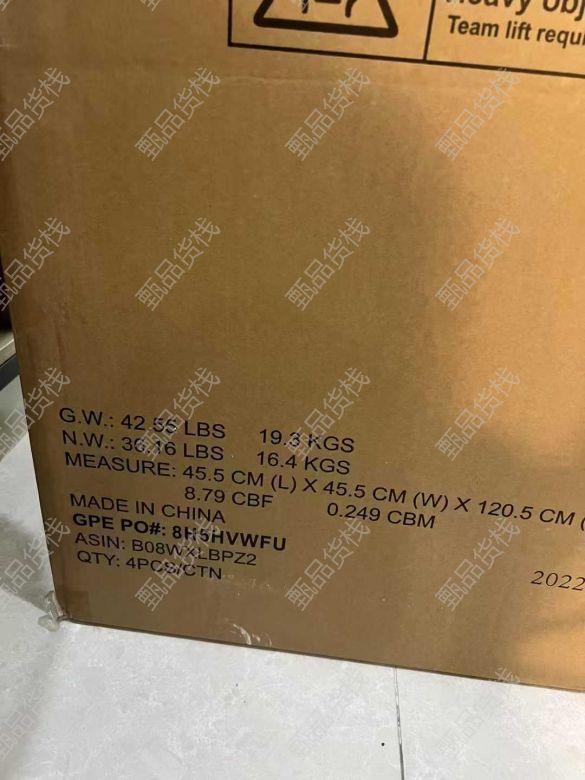 Team lift requ
G.W.: 42.55 LBS 19.3 KGS
N.W.: 36.16 LBS 16.4 KGS
MEASURE: 45.5 CM (L) X 45.5 CM (W) X 120.5 CM (
8.79 CBF 0.249 CBM
MADE IN CHINA
GPE PO#: 8H5HVWFU
ASIN: B08WXLBPZ2
QTY: 4PCS/CTN
2022
甄品货栈